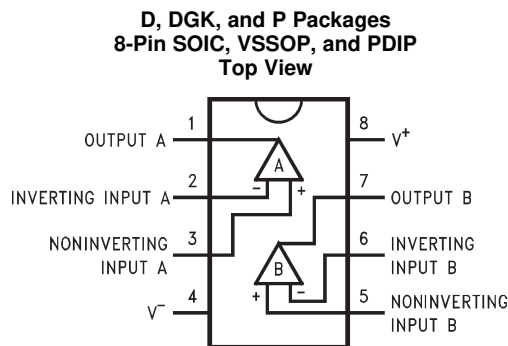 D, DGK, and P Packages
8-Pin SOIC, VSSOP, and PDIP
Top View
1
OUTPUT A
8
V+
A
- +
2
INVERTING INPUT A
7
OUTPUT B
3
NONINVERTING
INPUT A
6
INVERTING
INPUT B
B
+ -
4
V-
5
NONINVERTING
INPUT B